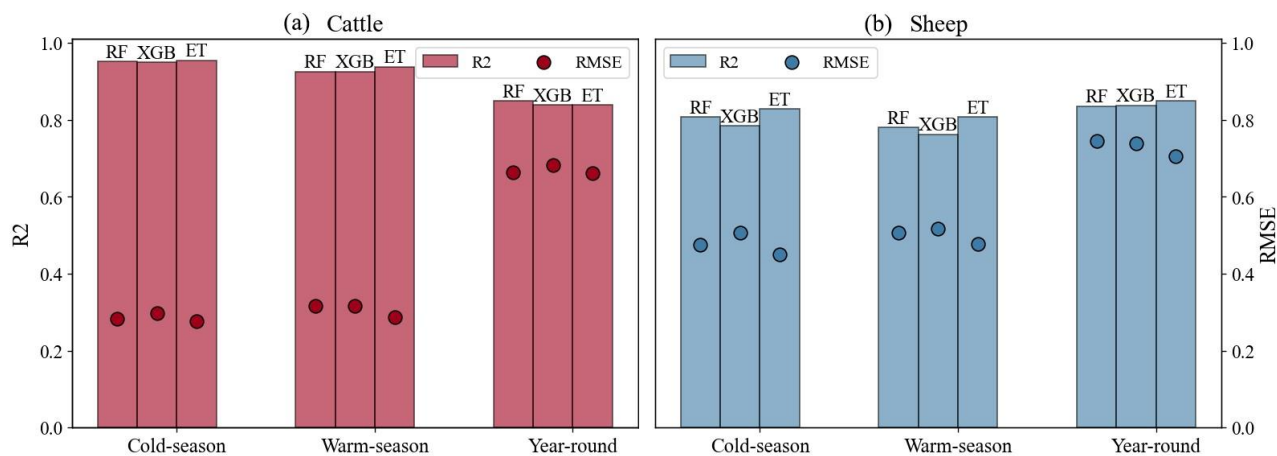 (a) Cattle
R2
1.0
0.8
0.6
0.4
0.2
0.0
RF XGB ET
RF XGB ET
RF XGB ET
R2 RMSE
Cold-season Warm-season Year-round
(b) Sheep
R2 RMSE
RF XGB ET
RF XGB ET
RF XGB ET
Cold-season Warm-season Year-round
1.0
0.8
0.6
0.4
0.2
0.0
RMSE